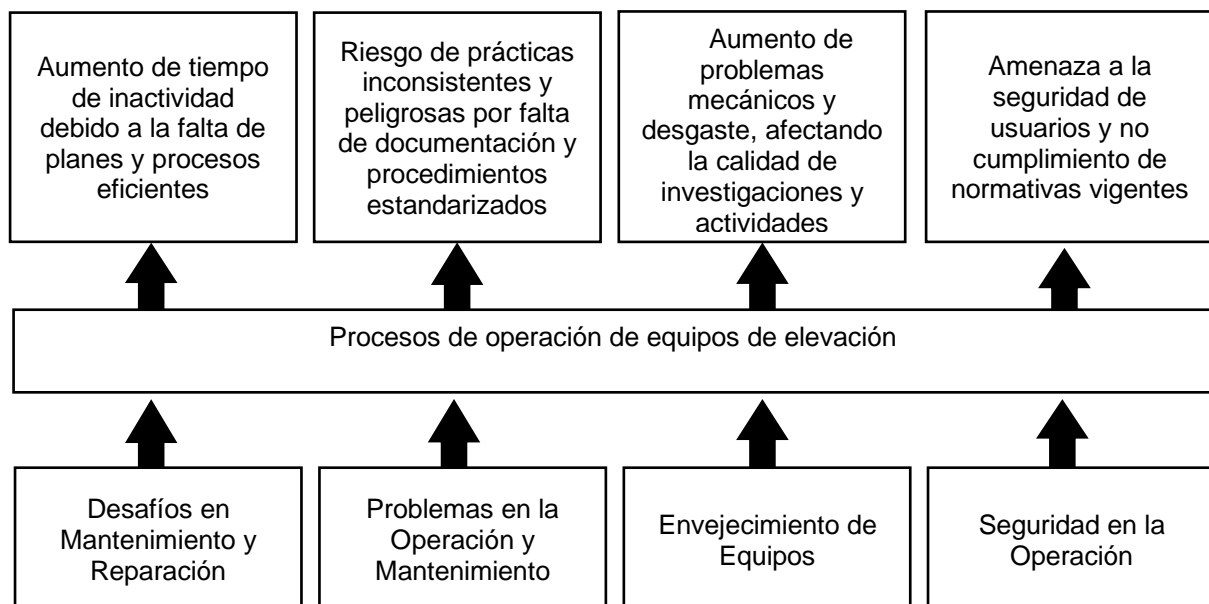 Aumento de tiempo
de inactividad
debido a la falta de
planes y procesos
eficientes
Riesgo de prácticas
inconsistentes y
peligrosas por falta
de documentación y
procedimientos
estandarizados
Aumento de
problemas
mecánicos y
desgaste, afectando
la calidad de
investigaciones y
actividades
Amenaza a la
seguridad de
usuarios y no
cumplimiento de
normativas vigentes
Procesos de operación de equipos de elevación
Desafíos en
Mantenimiento y
Reparación
Problemas en la
Operación y
Mantenimiento
Envejecimiento de
Equipos
Seguridad en la
Operación